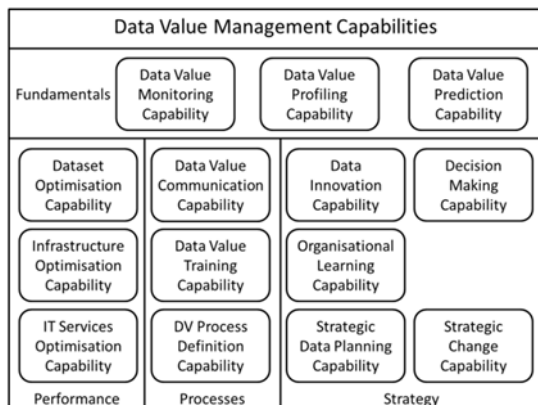 Data Value Management Capabilities
Fundamentals
Data Value
Monitoring
Capability
Data Value
Profiling
Capability
Data Value
Prediction
Capability
Dataset
Optimisation
Capability
Infrastructure
Optimisation
Capability
IT Services
Optimisation
Capability
Performance
Data Value
Communication
Capability
Data Value
Training
Capability
DV Process
Definition
Capability
Processes
Data
Innovation
Capability
Decision
Making
Capability
Organisational
Learning
Capability
Strategic
Data Planning
Capability
Strategic
Change
Capability
Strategy